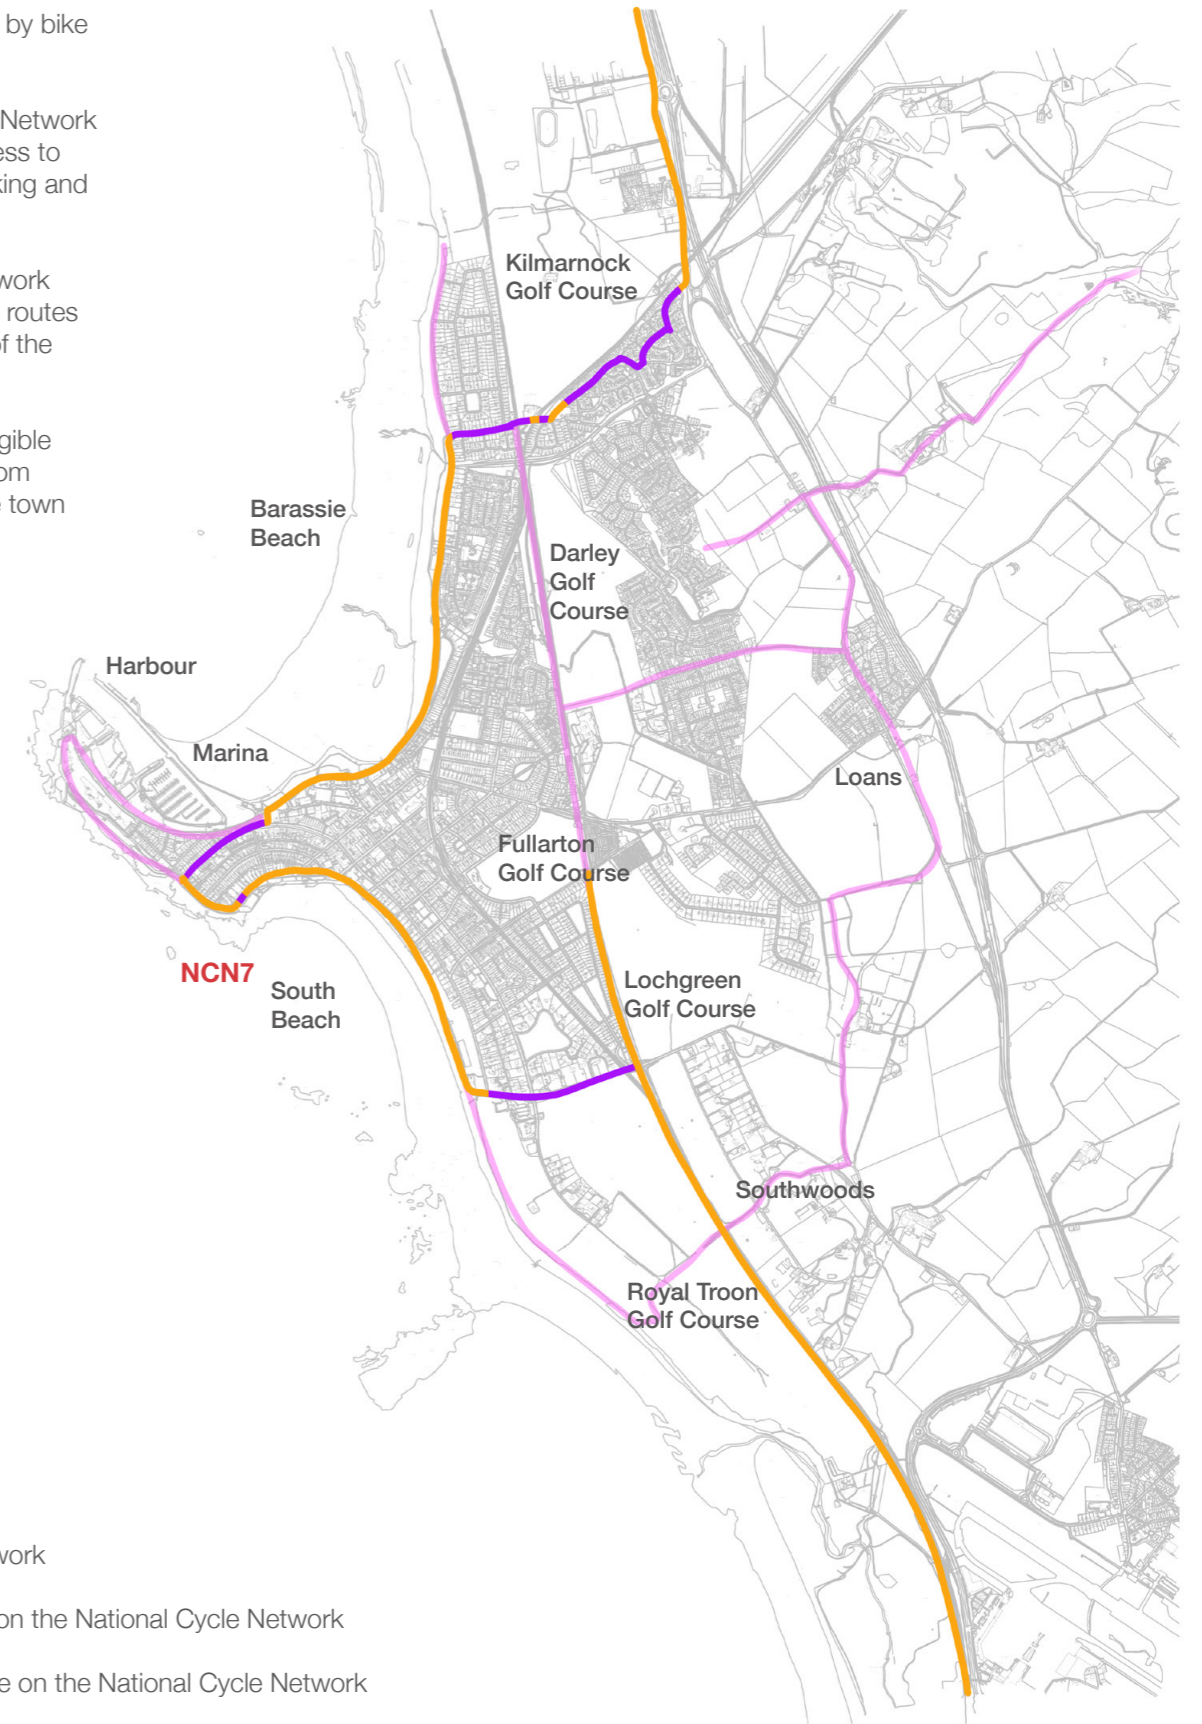 by bike
Network
ess to
king and
work
routes
of the
gible
om
e town
Kilmarnock
Golf Course
Barassie
Beach
Darley
Golf
Course
Harbour
Marina
Loans
Fullarton
Golf Course
NCN7
South
Beach
Lochgreen
Golf Course
Southwoods
Royal Troon
Golf Course
work
on the National Cycle Network
e on the National Cycle Network